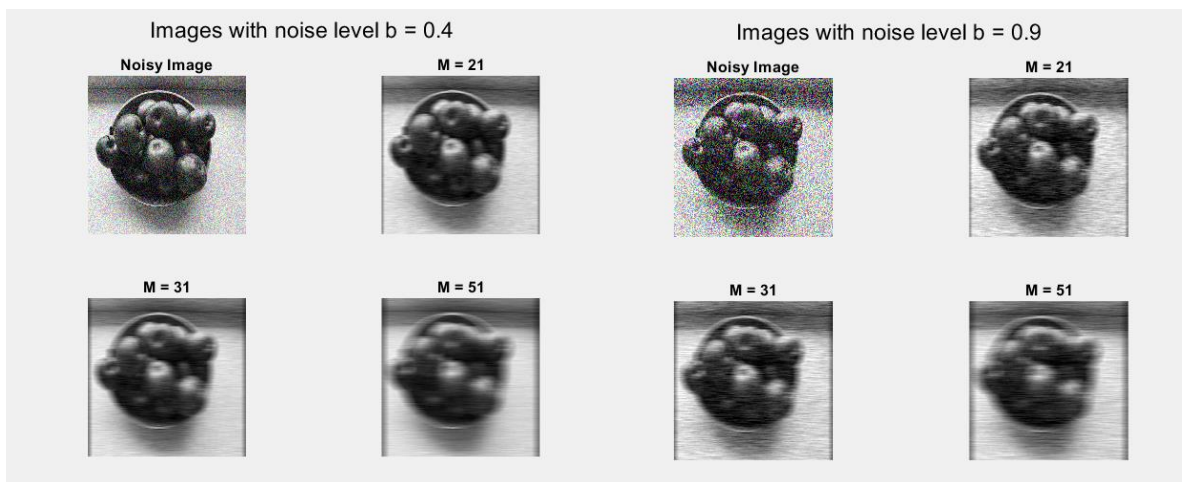 Images with noise level b = 0.4
Noisy Image
M = 21
M = 31
M = 51
Images with noise level b = 0.9
Noisy Image
M = 21
M = 31
M = 51